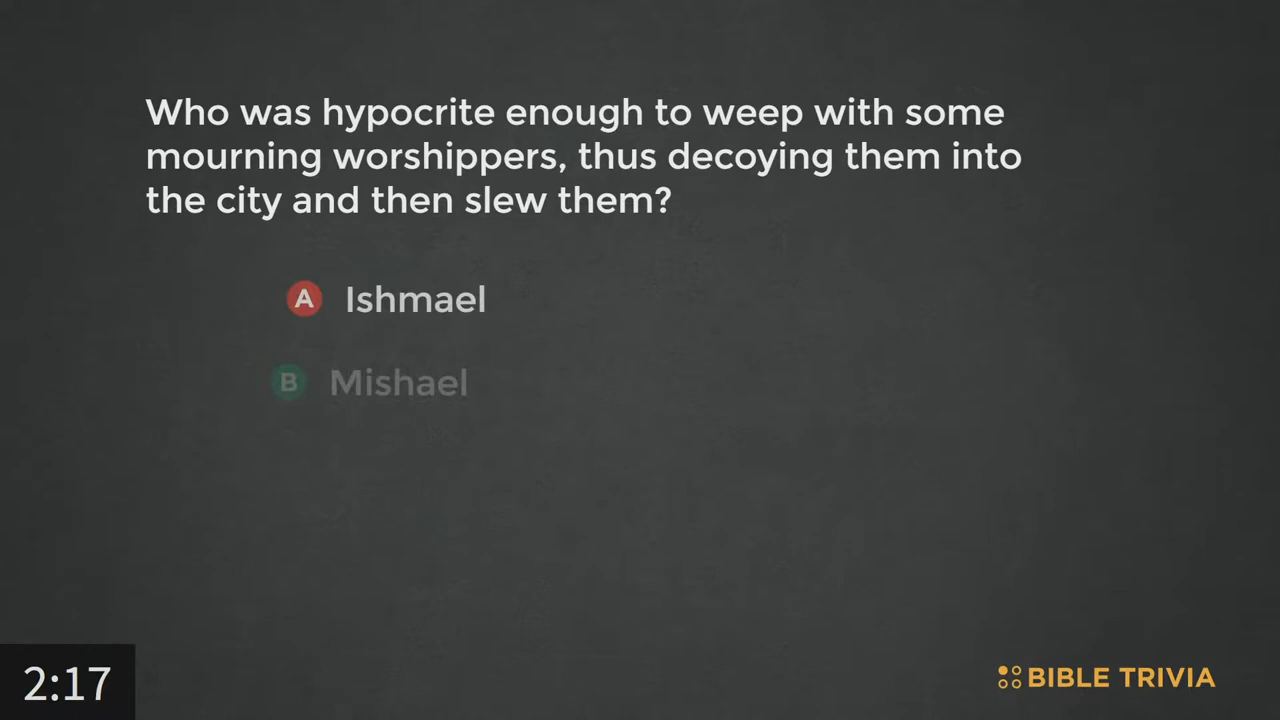 Who was hypocrite enough to weep with some
mourning worshippers, thus decoying them into
the city and then slew them?
A Ishmael
B Mishael
2:17
BIBLE TRIVIA